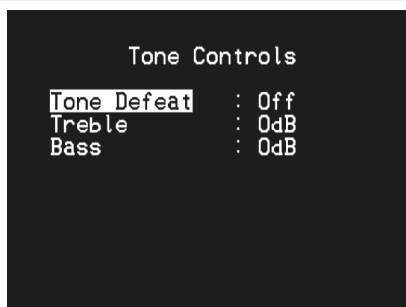 Tone Controls
Tone Defeat : Off
Treble : 0dB
Bass : 0dB